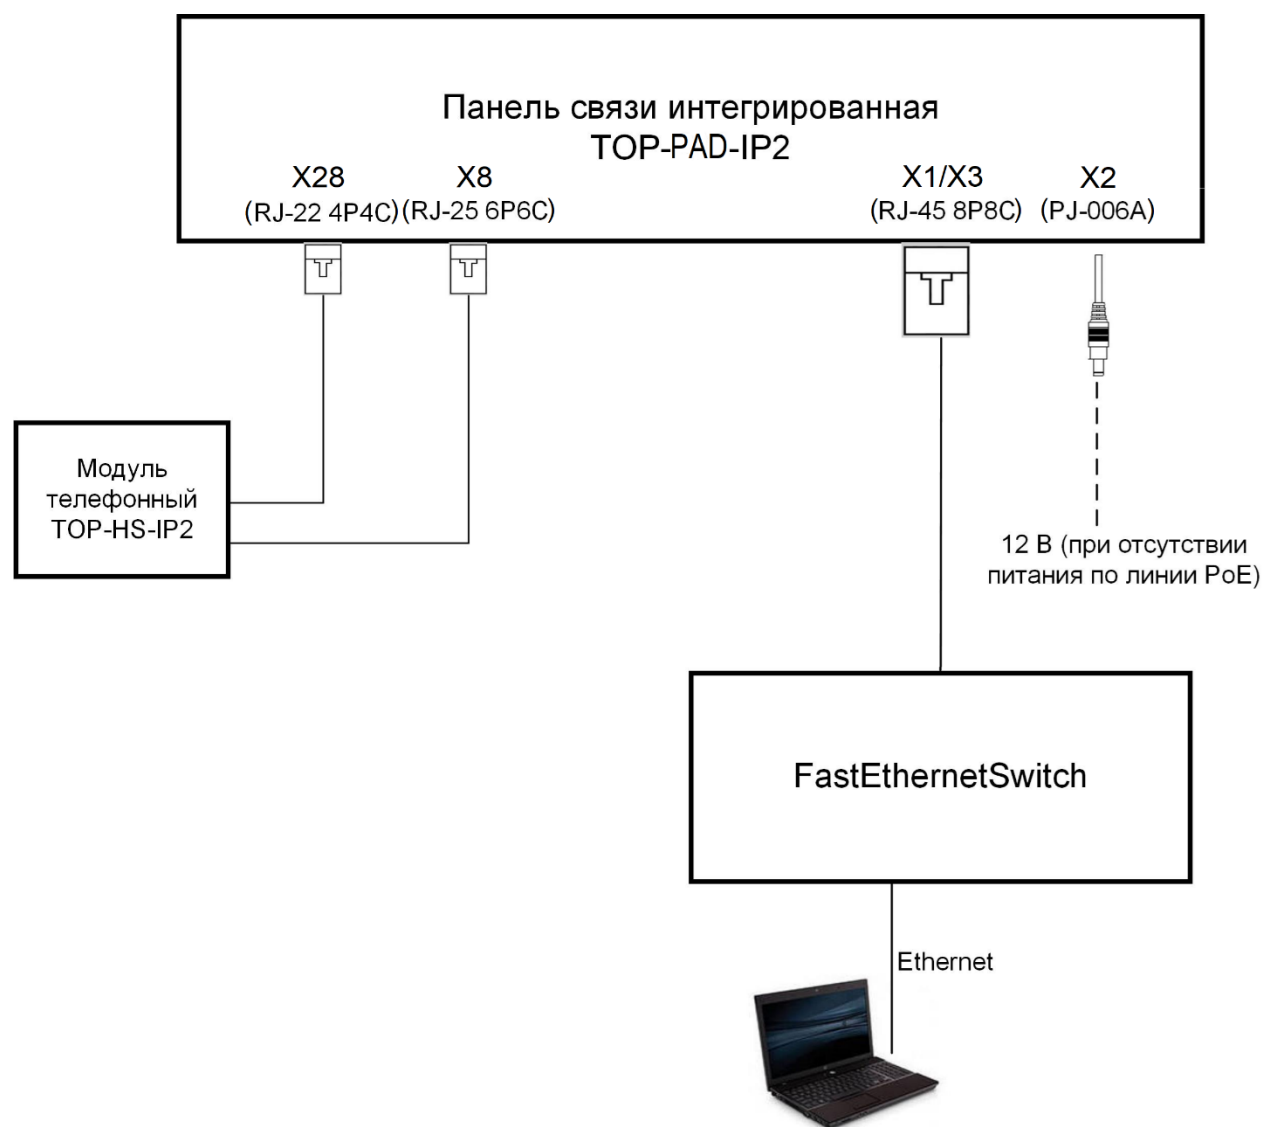 Панель связи интегрированная
TOP-PAD-IP2
X28
X8
X1/X3
X2
(RJ-22 4P4C)
(RJ-25 6P6C)
(RJ-45 8P8C)
(PJ-006A)
Модуль
телефонный
TOP-HS-IP2
12 В (при отсутствии
питания по линии PoE)
FastEthernetSwitch
Ethernet